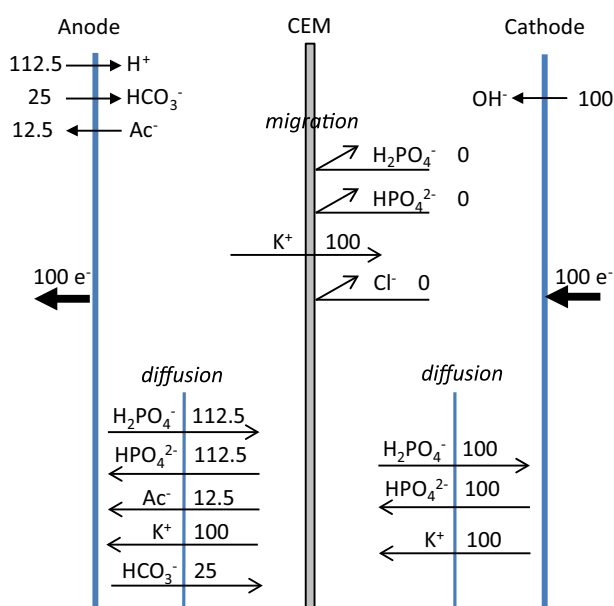 Anode CEM Cathode
112.5 H⁺
25 HCO₃⁻ OH⁻ 100
12.5 Ac⁻
migration
H₂PO₄⁻ 0
HPO₄²⁻ 0
K⁺ 100
100 e⁻ Cl⁻ 0 100 e⁻
diffusion diffusion
H₂PO₄⁻ 112.5
HPO₄²⁻ 112.5 H₂PO₄⁻ 100
Ac⁻ 12.5 HPO₄²⁻ 100
K⁺ 100 K⁺ 100
HCO₃⁻ 25